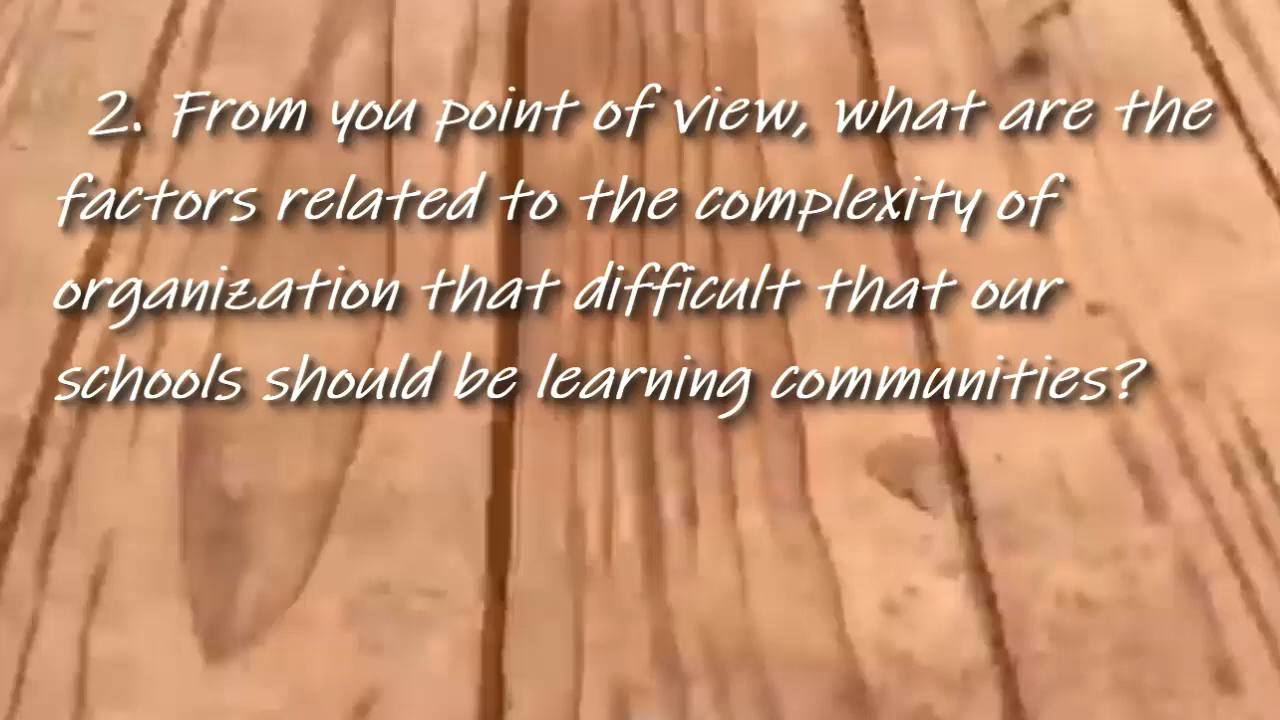 2. From you point of view, what are the
factors related to the complexity of
organization that difficult that our
schools should be learning communities?